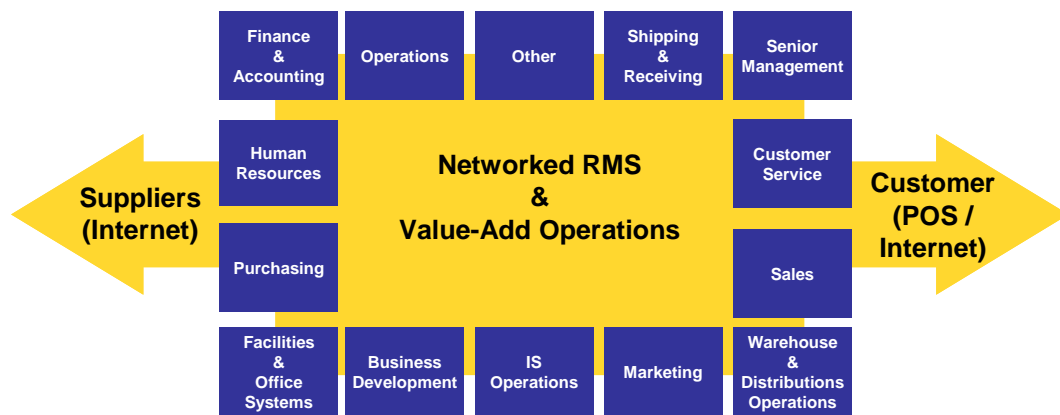 Finance
&
Accounting
Operations
Other
Shipping
&
Receiving
Senior
Management
Human
Resources
Networked RMS
&
Value-Add Operations
Customer
Service
Suppliers
(Internet)
Customer
(POS /
Internet)
Purchasing
Sales
Facilities
&
Office
Systems
Business
Development
IS
Operations
Marketing
Warehouse
&
Distributions
Operations